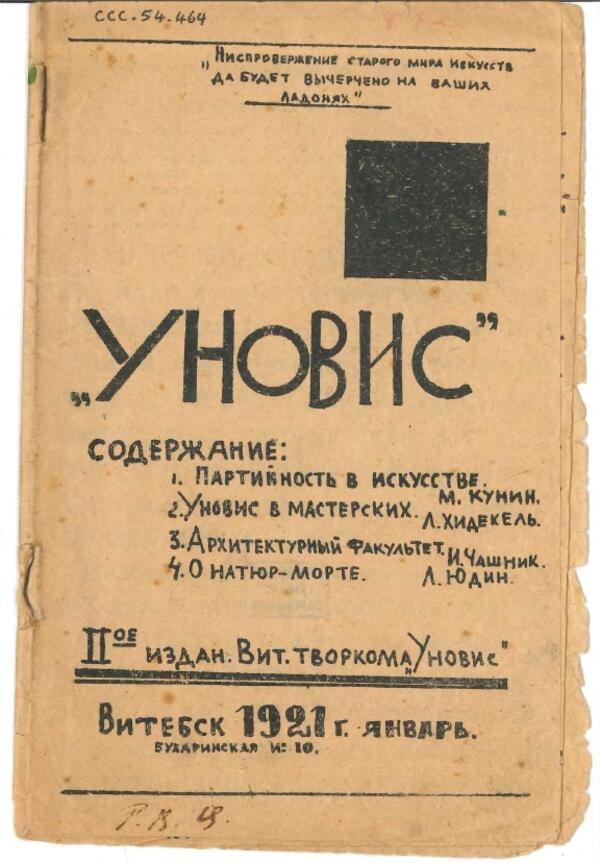 ССС.54.464
„Ниспровержение старого мира искусств
да будет вычерчено на ваших
ладонях"
„УНОВИС"
СОДЕРЖАНИЕ:
1. Партийность в искусстве.
М. Кунин.
2. Уновис в мастерских.
Л. Хидекель.
3. Архитектурный факультет.
И. Чашник.
4. О натюр-морте.
Л. Юдин.
IIое издан. Вит. творкома „Уновис"
Витебск 1921 г. январь.
Бухаринская №: 10.